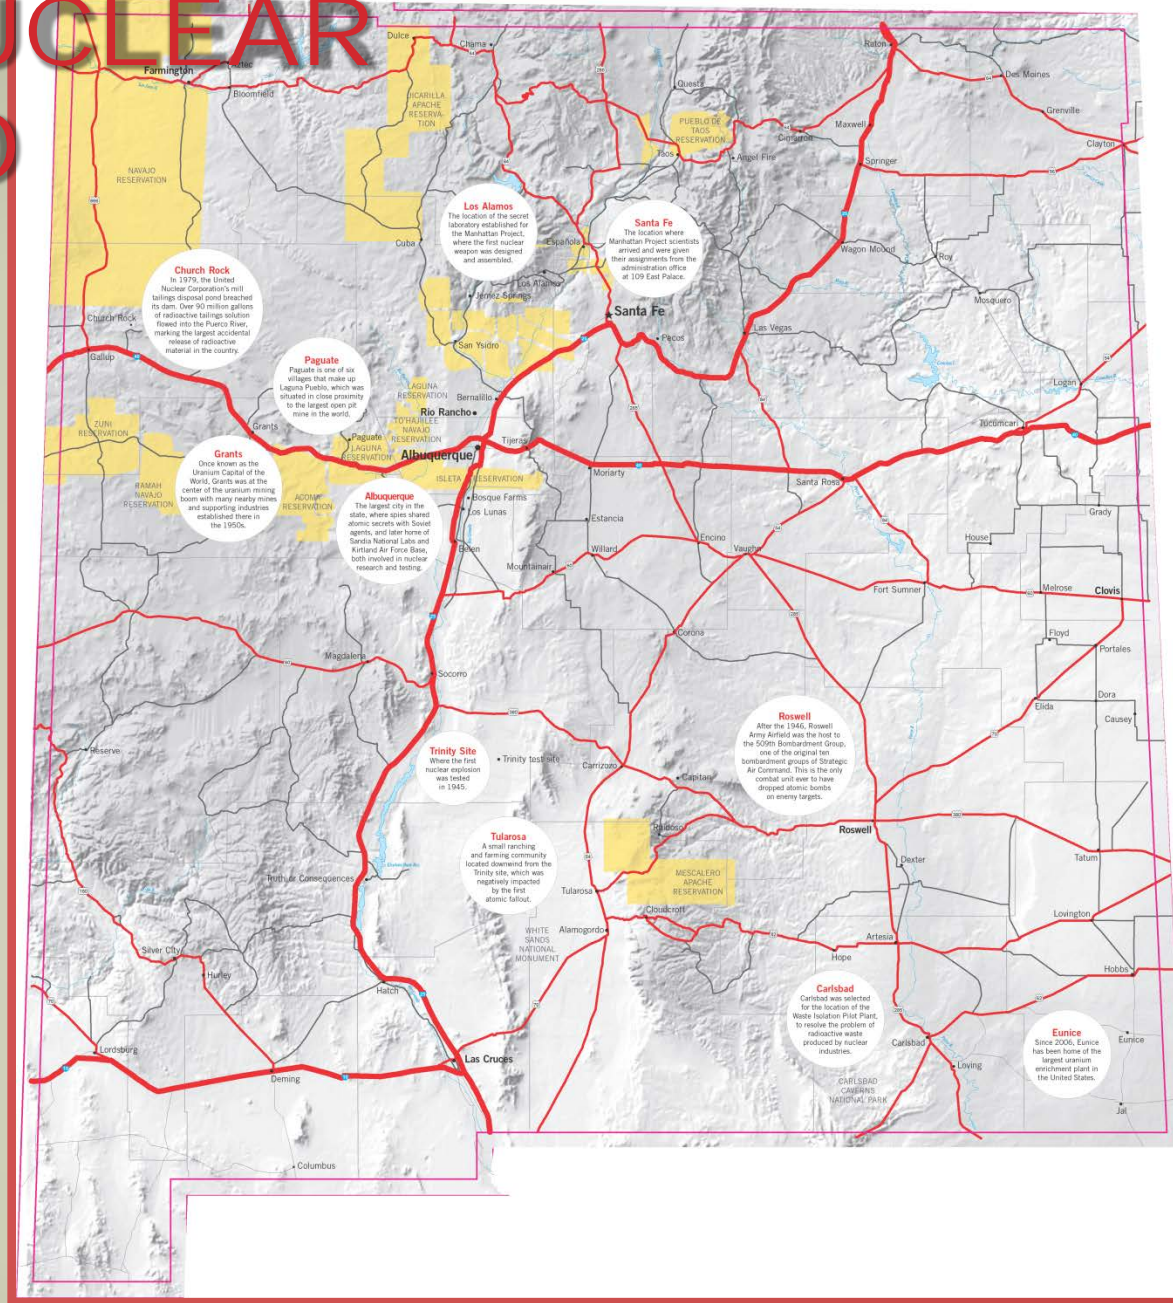 UCLEAR
Dulce
Chama
Raton
Farmington
Bloomfield
Questa
Des Moines
JICARILLA
APACHE
RESERVA-
TION
Grenville
PUEBLO DE
TAOS
RESERVATION
Maxwell
Cimarron
Clayton
Taos
Angel Fire
Springer
NAVAJO
RESERVATION
Los Alamos
The location of the secret
laboratory established for
the Manhattan Project,
where the first nuclear
weapon was designed
and assembled.
Santa Fe
The location where
Manhattan Project scientists
arrived and were given
their assignments from the
administration office
at 109 East Palace.
Cuba
Española
Wagon Mound
Roy
Church Rock
In 1979, the United
Nuclear Corporation's mill
tailings disposal pond breached
its dam. Over 90 million gallons
of radioactive tailings solution
flowed into the Puerco River,
marking the largest accidental
release of radioactive
material in the country.
Los Alamos
Jemez Springs
Mosquero
Church Rock
Santa Fe
Las Vegas
Pecos
San Ysidro
Gallup
Paguate
Paguate is one of six
villages that make up
Laguna Pueblo, which was
situated in close proximity
to the largest open pit
mine in the world.
Logan
LAGUNA
RESERVATION
Bernalillo
Rio Rancho
TO'HAJIILEE
NAVAJO
RESERVATION
ZUNI
RESERVATION
Grants
Tucumcari
Paguate
LAGUNA
RESERVATION
Tijeras
Albuquerque
Grants
Once known as the
Uranium Capital of the
World, Grants was at the
center of the uranium mining
boom with many nearby mines
and supporting industries
established there in
the 1950s.
Moriarty
ISLETA RESERVATION
Santa Rosa
RAMAH
NAVAJO
RESERVATION
ACOMA
RESERVATION
Albuquerque
The largest city in the
state, where spies shared
atomic secrets with Soviet
agents, and later home of
Sandia National Labs and
Kirtland Air Force Base,
both involved in nuclear
research and testing.
Bosque Farms
Los Lunas
Grady
Estancia
House
Encino
Belen
Willard
Vaughn
Mountainair
Fort Sumner
Melrose
Clovis
Corona
Floyd
Portales
Magdalena
Socorro
Dora
Elida
Causey
Roswell
After the 1946, Roswell
Army Airfield was the host to
the 509th Bombardment Group,
one of the original ten
bombardment groups of Strategic
Air Command. This is the only
combat unit ever to have
dropped atomic bombs
on enemy targets.
Reserve
Trinity Site
Where the first
nuclear explosion
was tested
in 1945.
Trinity test site
Carrizozo
Capitan
Ruidoso
Roswell
Tularosa
A small ranching
and farming community
located downwind from the
Trinity site, which was
negatively impacted
by the first
atomic fallout.
Dexter
Tatum
Truth or Consequences
MESCALERO
APACHE
RESERVATION
Tularosa
Cloudcroft
Lovington
WHITE
SANDS
NATIONAL
MONUMENT
Alamogordo
Artesia
Silver City
Hope
Hurley
Hobbs
Hatch
Carlsbad
Carlsbad was selected
for the location of the
Waste Isolation Pilot Plant,
to resolve the problem of
radioactive waste
produced by nuclear
industries.
Eunice
Since 2006, Eunice
has been home of the
largest uranium
enrichment plant in
the United States.
Carlsbad
Eunice
Lordsburg
Las Cruces
Loving
Deming
CARLSBAD
CAVERNS
NATIONAL PARK
Jal
Columbus